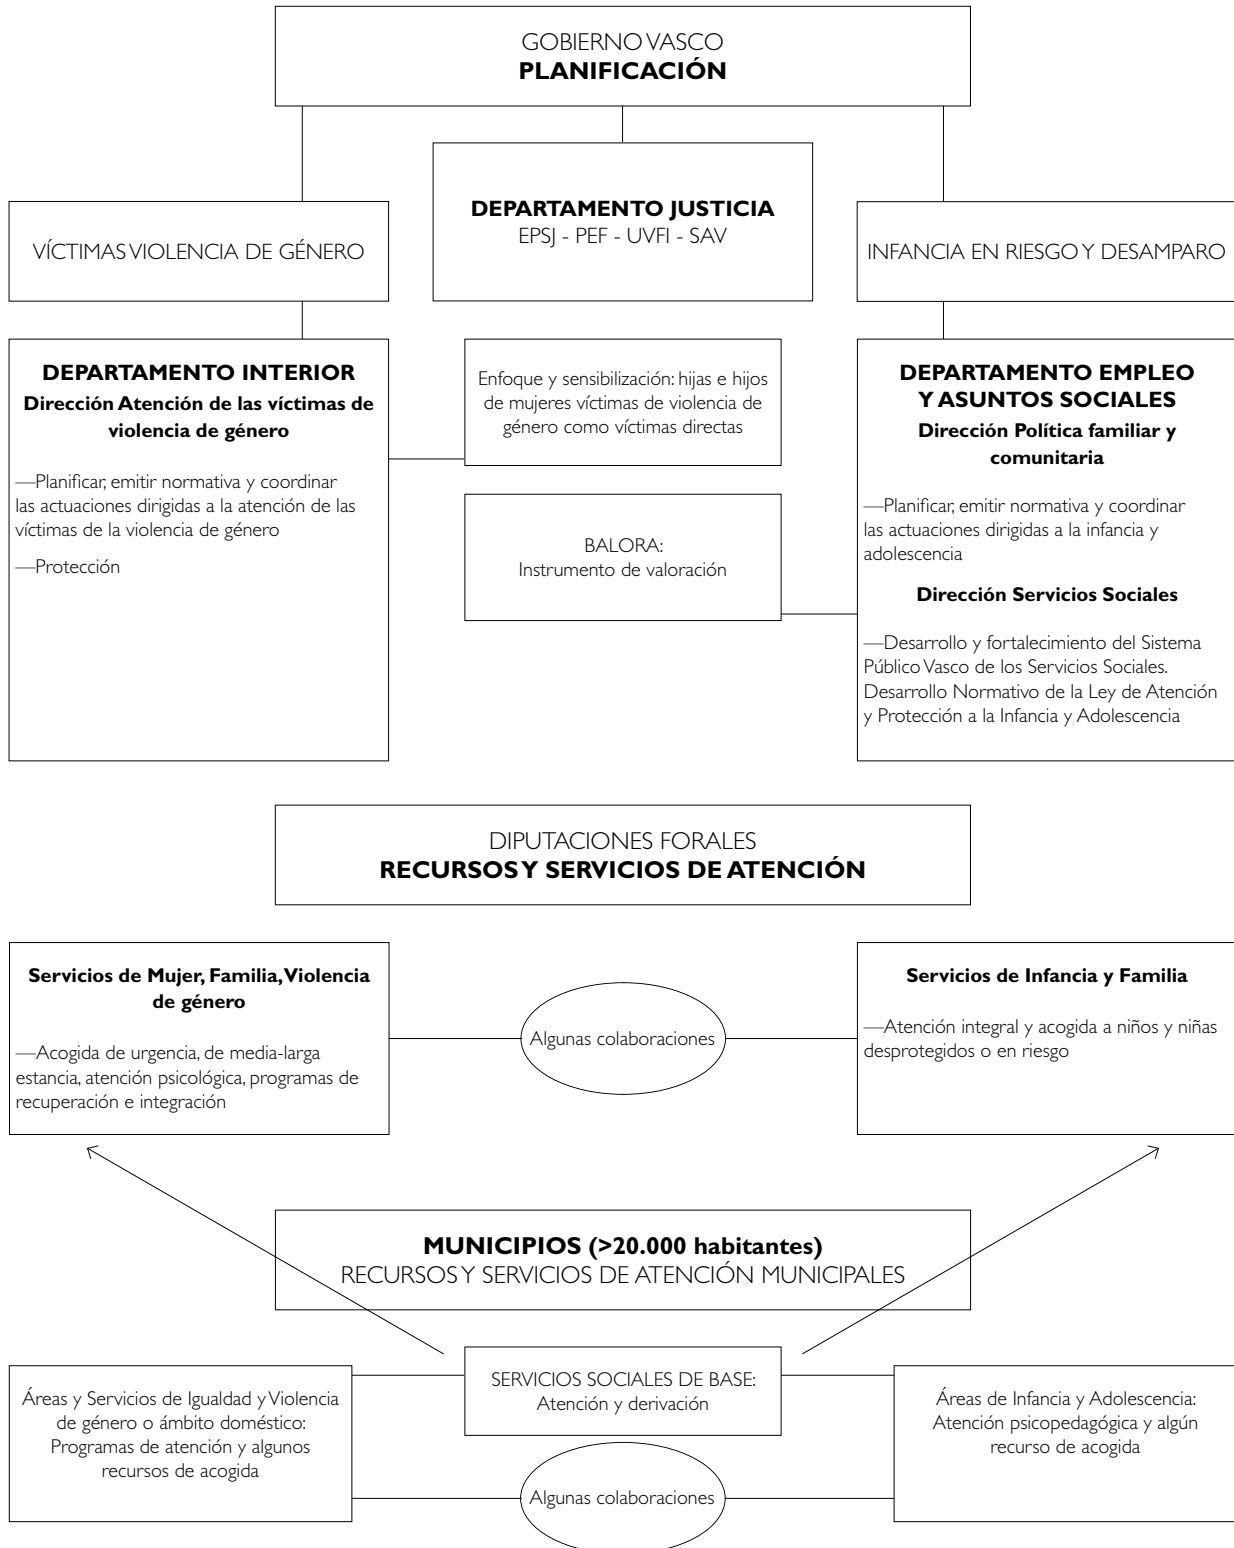 GOBIERNO VASCO
PLANIFICACIÓN
DEPARTAMENTO JUSTICIA
EPSJ - PEF - UVFI - SAV
VÍCTIMAS VIOLENCIA DE GÉNERO
INFANCIA EN RIESGO Y DESAMPARO
DEPARTAMENTO INTERIOR
Dirección Atención de las víctimas de
violencia de género
—Planificar, emitir normativa y coordinar
las actuaciones dirigidas a la atención de las
víctimas de la violencia de género
—Protección
Enfoque y sensibilización: hijas e hijos
de mujeres víctimas de violencia de
género como víctimas directas
BALORA:
Instrumento de valoración
DEPARTAMENTO EMPLEO
Y ASUNTOS SOCIALES
Dirección Política familiar y
comunitaria
—Planificar, emitir normativa y coordinar
las actuaciones dirigidas a la infancia y
adolescencia
Dirección Servicios Sociales
—Desarrollo y fortalecimiento del Sistema
Público Vasco de los Servicios Sociales.
Desarrollo Normativo de la Ley de Atención
y Protección a la Infancia y Adolescencia
DIPUTACIONES FORALES
RECURSOS Y SERVICIOS DE ATENCIÓN
Servicios de Mujer, Familia, Violencia
de género
—Acogida de urgencia, de media-larga
estancia, atención psicológica, programas de
recuperación e integración
Algunas colaboraciones
Servicios de Infancia y Familia
—Atención integral y acogida a niños y niñas
desprotegidos o en riesgo
MUNICIPIOS (>20.000 habitantes)
RECURSOS Y SERVICIOS DE ATENCIÓN MUNICIPALES
Áreas y Servicios de Igualdad y Violencia
de género o ámbito doméstico:
Programas de atención y algunos
recursos de acogida
SERVICIOS SOCIALES DE BASE:
Atención y derivación
Algunas colaboraciones
Áreas de Infancia y Adolescencia:
Atención psicopedagógica y algún
recurso de acogida